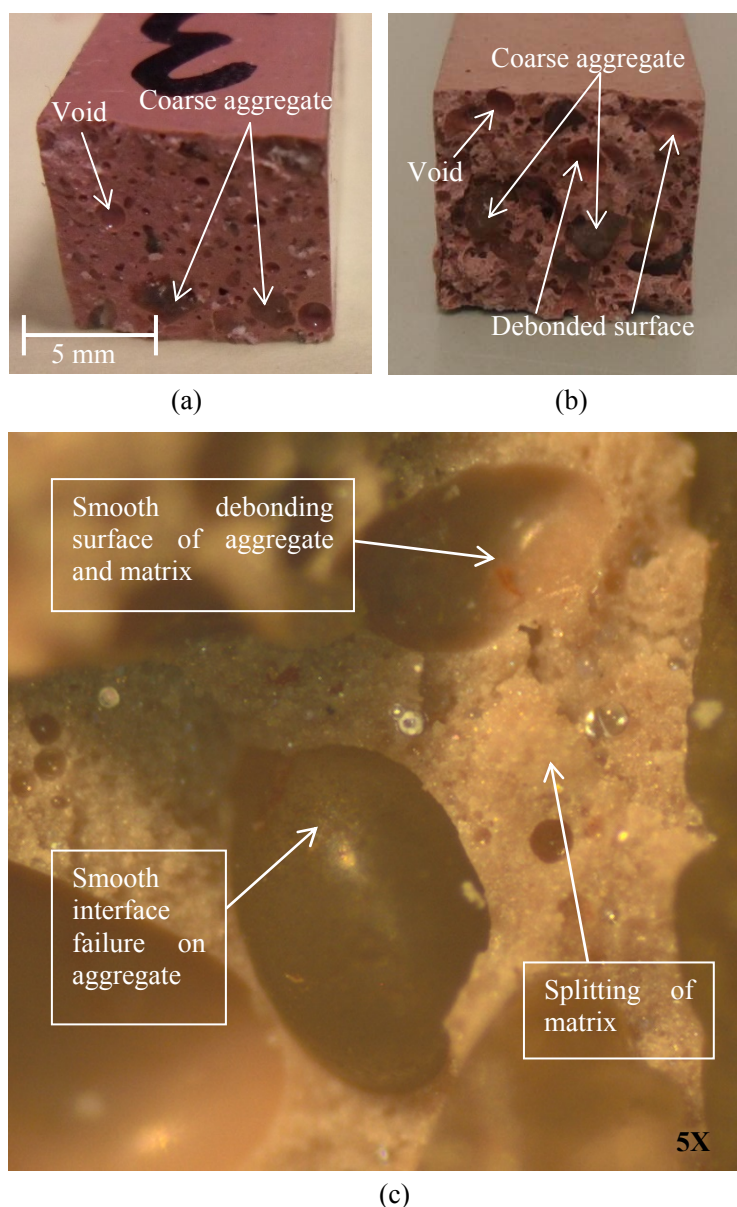 Void
Coarse aggregate
5 mm
(a)
Coarse aggregate
Void
Debonded surface
(b)
Smooth debonding
surface of aggregate
and matrix
Smooth
interface
failure on
aggregate
Splitting of
matrix
5X
(c)